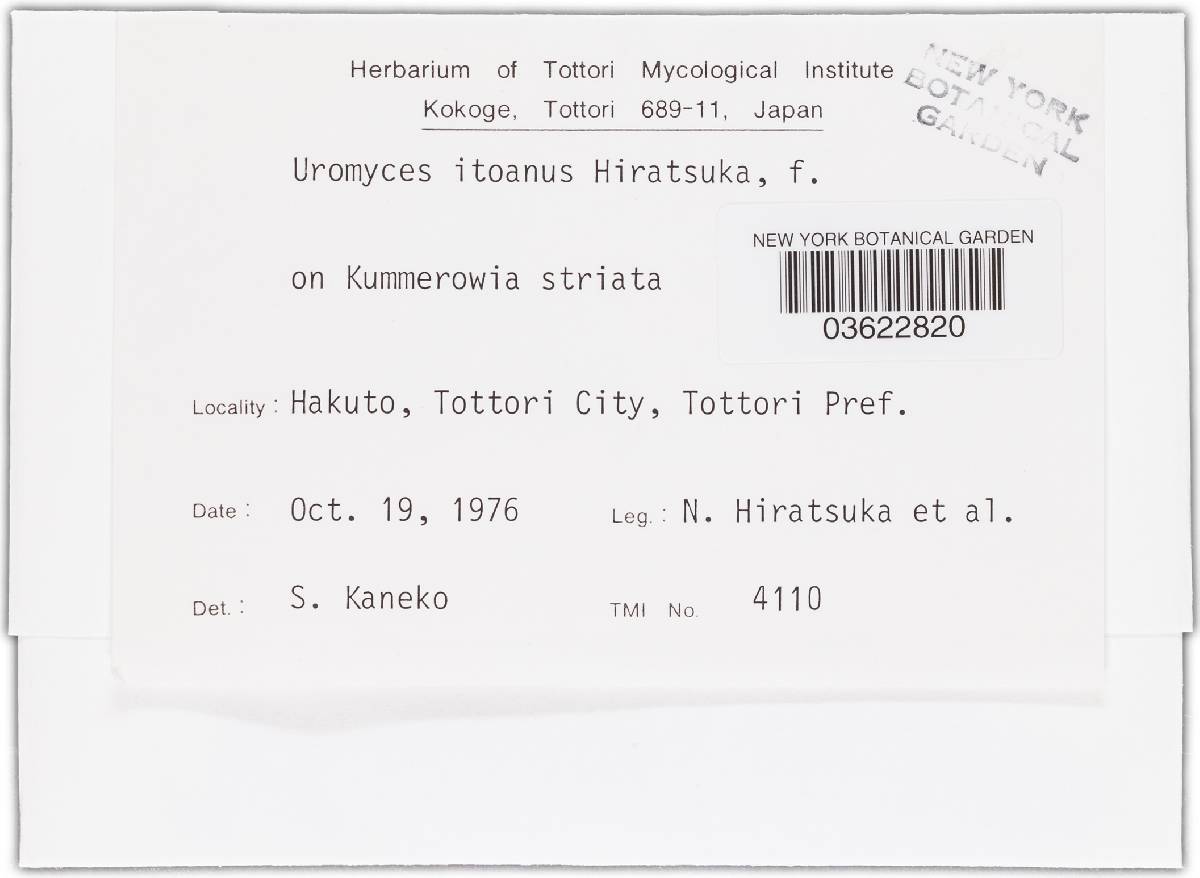 Herbarium of Tottori Mycological Institute
Kokoge, Tottori 689-11, Japan
NEW YORK
BOTANICAL
GARDEN
Uromyces itoanus Hiratsuka, f.
on Kummerowia striata
NEW YORK BOTANICAL GARDEN
03622820
Locality: Hakuto, Tottori City, Tottori Pref.
Date: Oct. 19, 1976 Leg.: N. Hiratsuka et al.
Det.: S. Kaneko TMI No. 4110